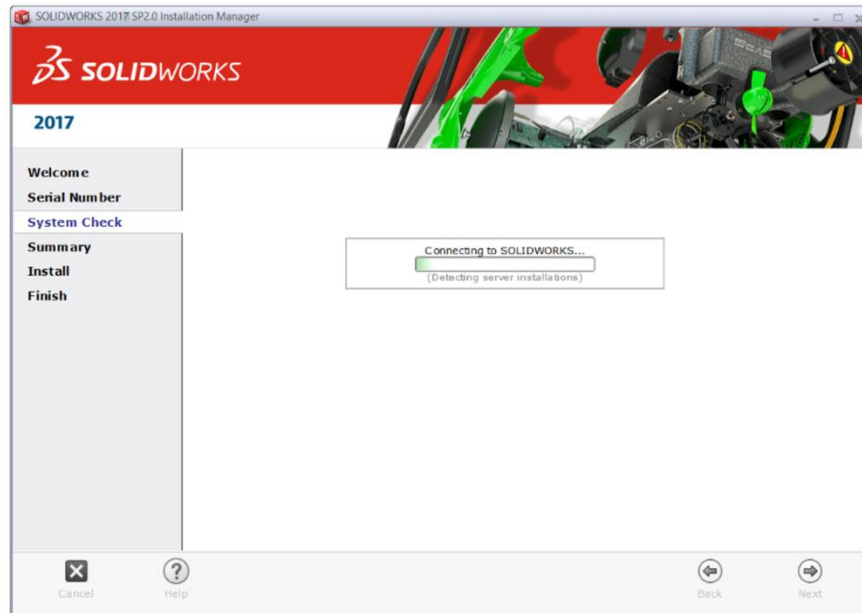 SOLIDWORKS 2017 SP2.0 Installation Manager
3S SOLIDWORKS
2017
Welcome
Serial Number
System Check
Summary
Install
Finish
Connecting to SOLIDWORKS...
(Detecting server installations)
Cancel
Help
Back
Next